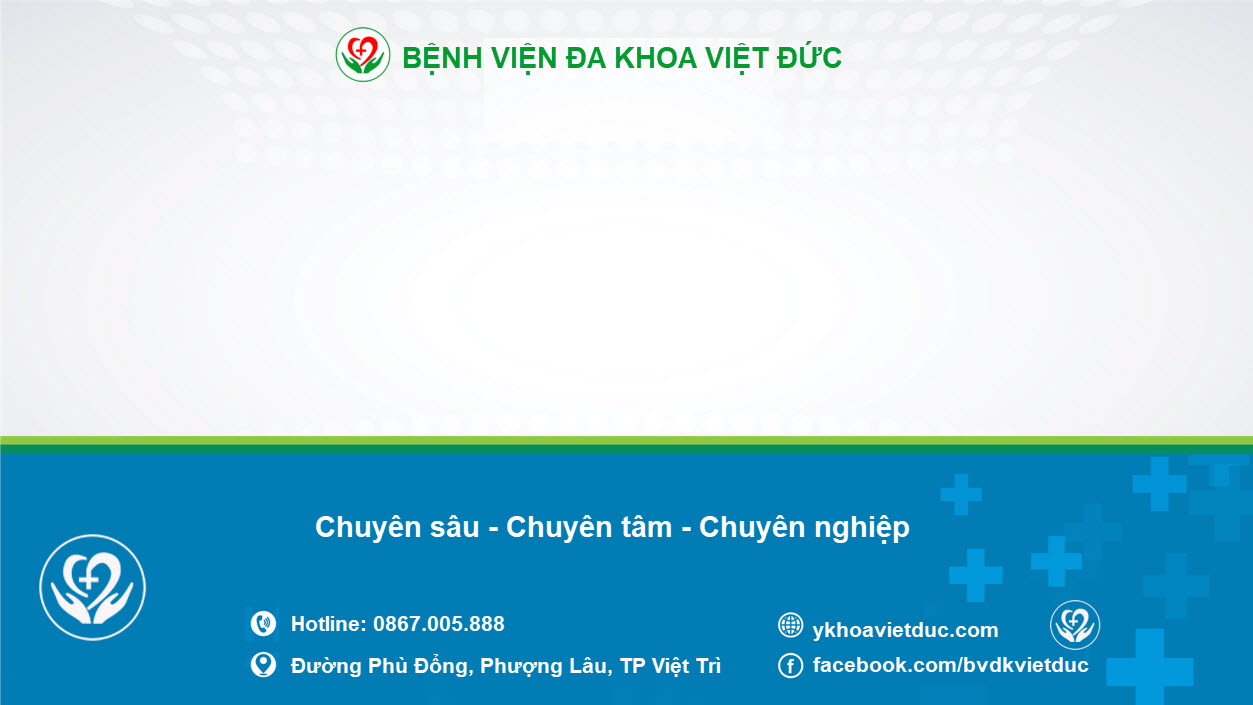 BỆNH VIỆN ĐA KHOA VIỆT ĐỨC
Chuyên sâu - Chuyên tâm - Chuyên nghiệp
Hotline: 0867.005.888
Đường Phù Đổng, Phượng Lâu, TP Việt Trì
ykhoavietduc.com
facebook.com/bvdkvietduc